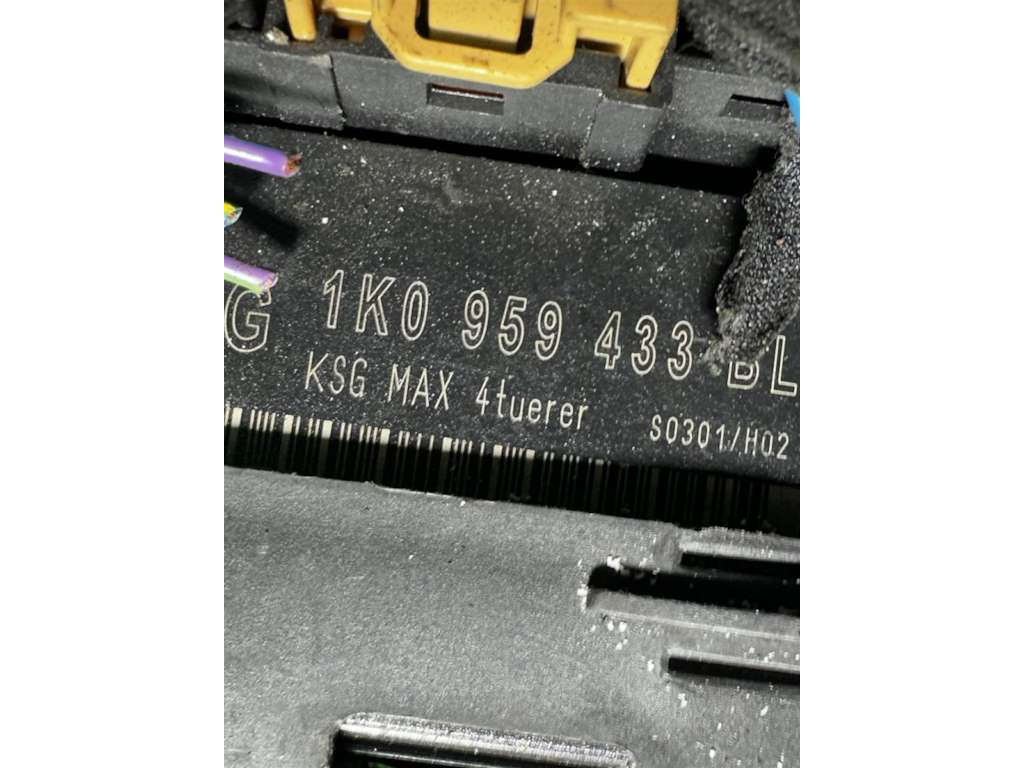 G 1K0 959 433 BL
KSG MAX 4tuerer S0301/H02